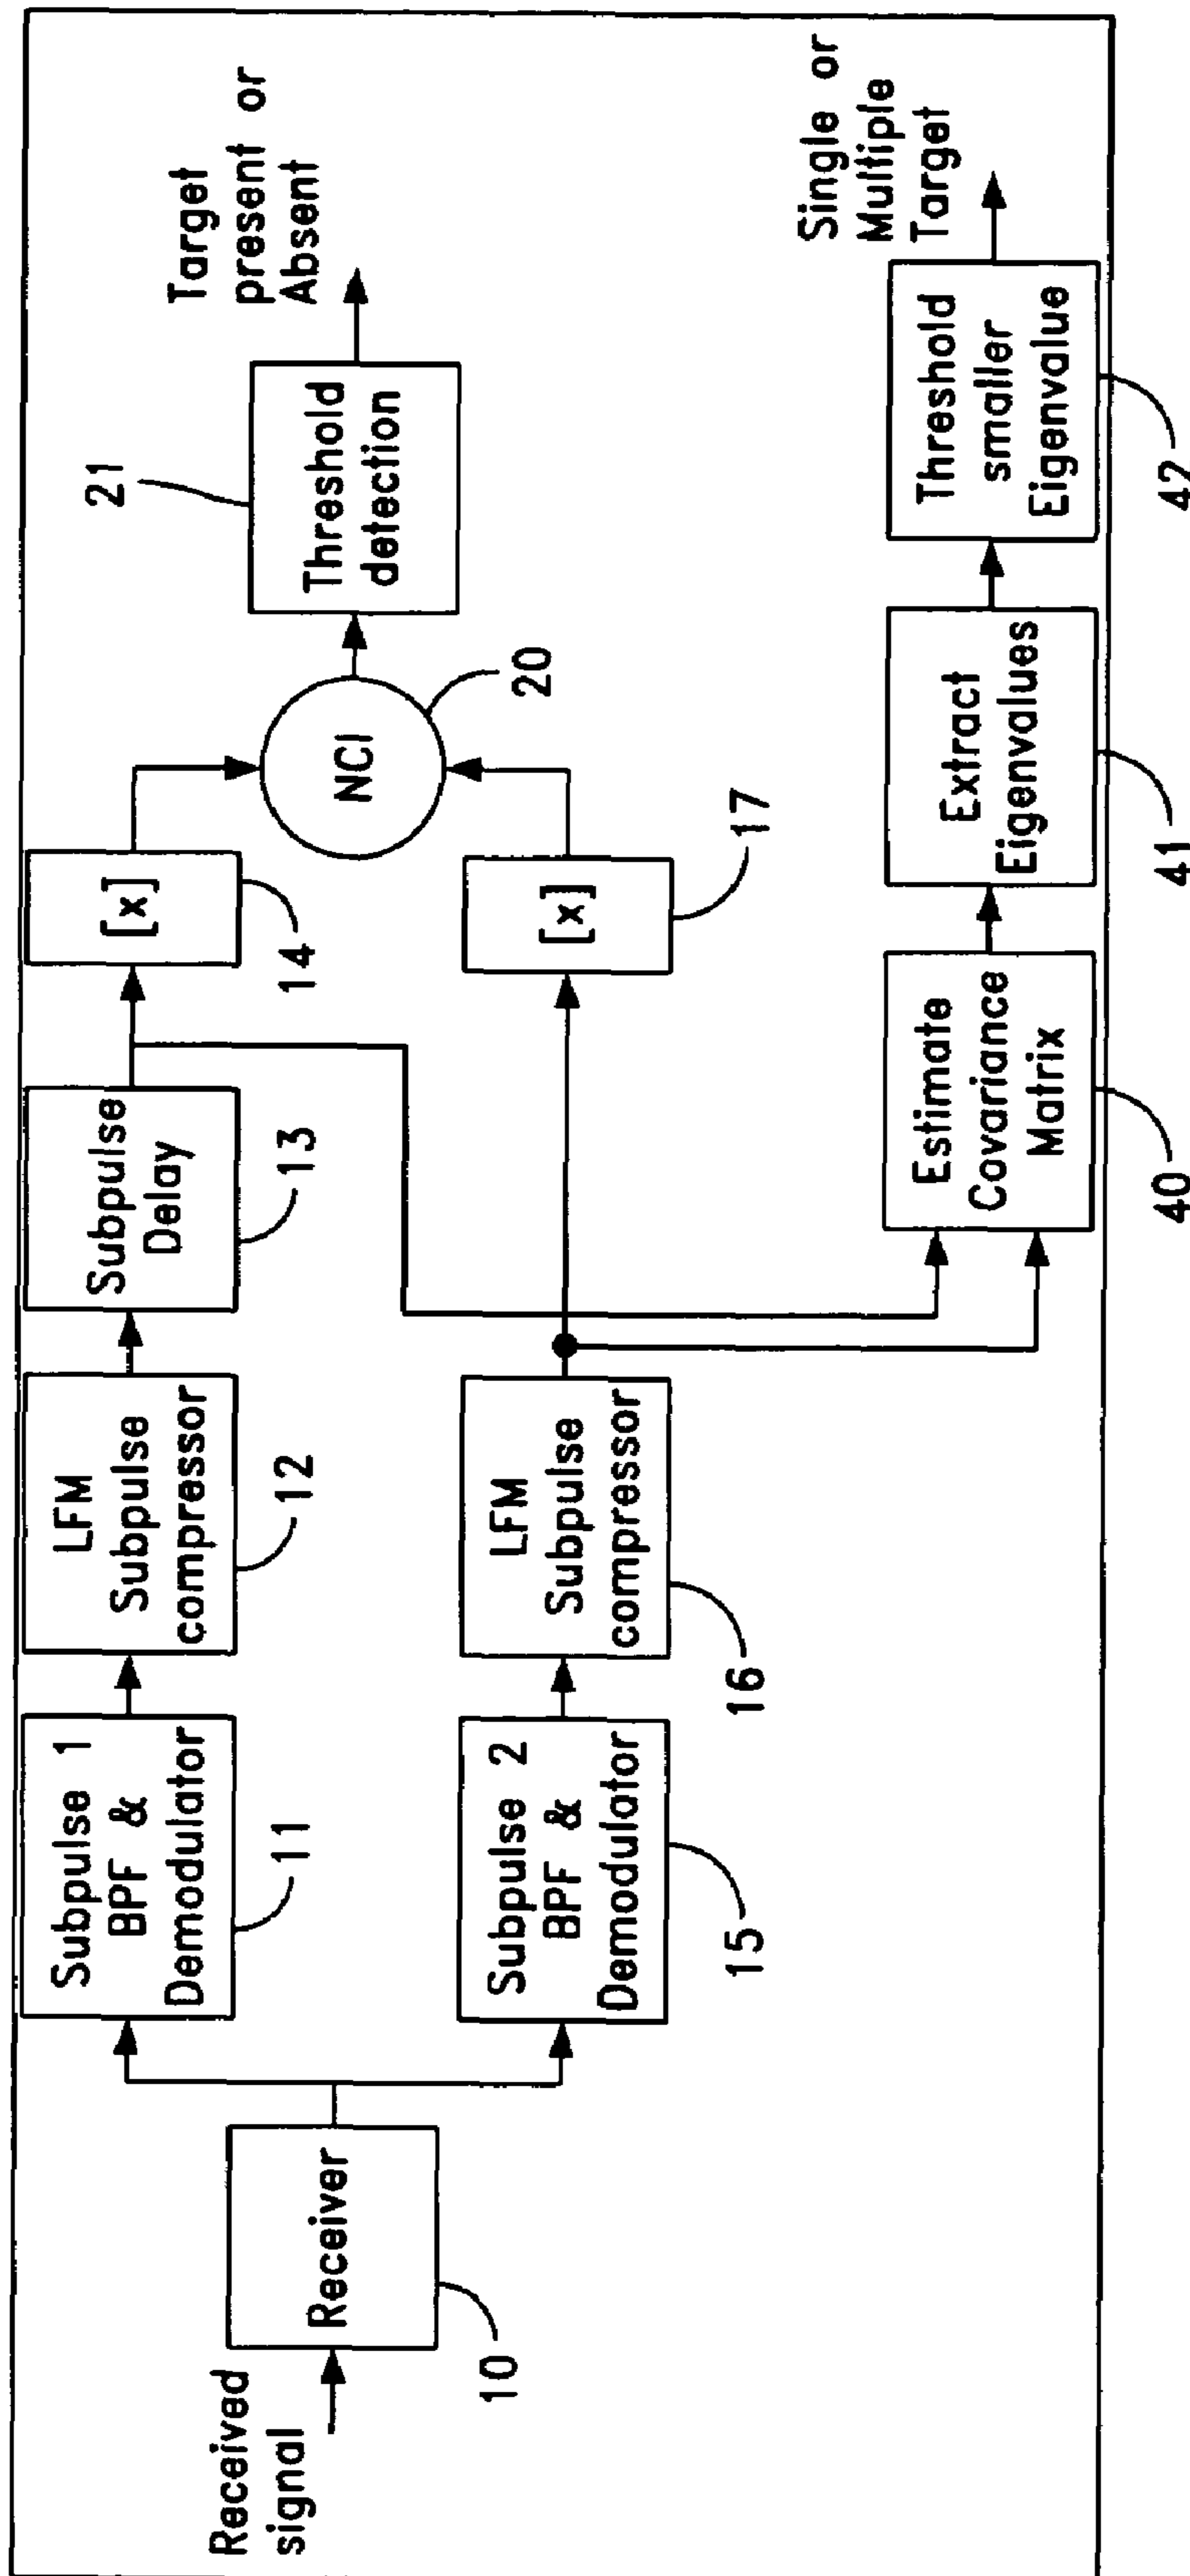 Received
signal
Receiver
10
Subpulse 1
BPF &
Demodulator
11
LFM
Subpulse
compressor
12
Subpulse
Delay
13
[x]
14
Subpulse 2
BPF &
Demodulator
15
LFM
Subpulse
compressor
16
[x]
17
NCI
20
Threshold
detection
21
Target
present or
Absent
Estimate
Covariance
Matrix
40
Extract
Eigenvalues
41
Threshold
smaller
Eigenvalue
42
Single or
Multiple
Target